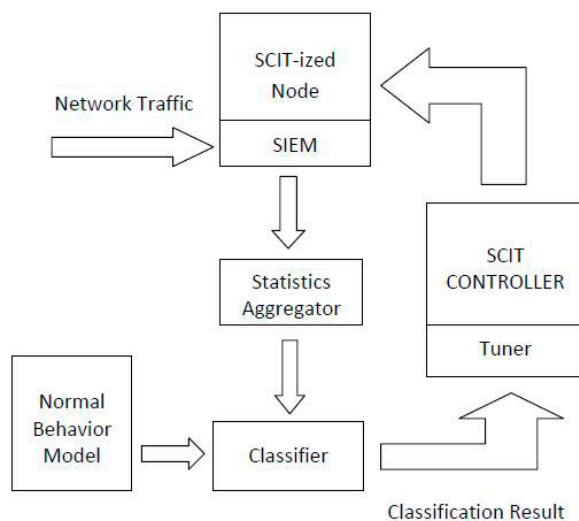 SCIT-ized
Node
SIEM
Network Traffic
Statistics
Aggregator
SCIT
CONTROLLER
Tuner
Normal
Behavior
Model
Classifier
Classification Result